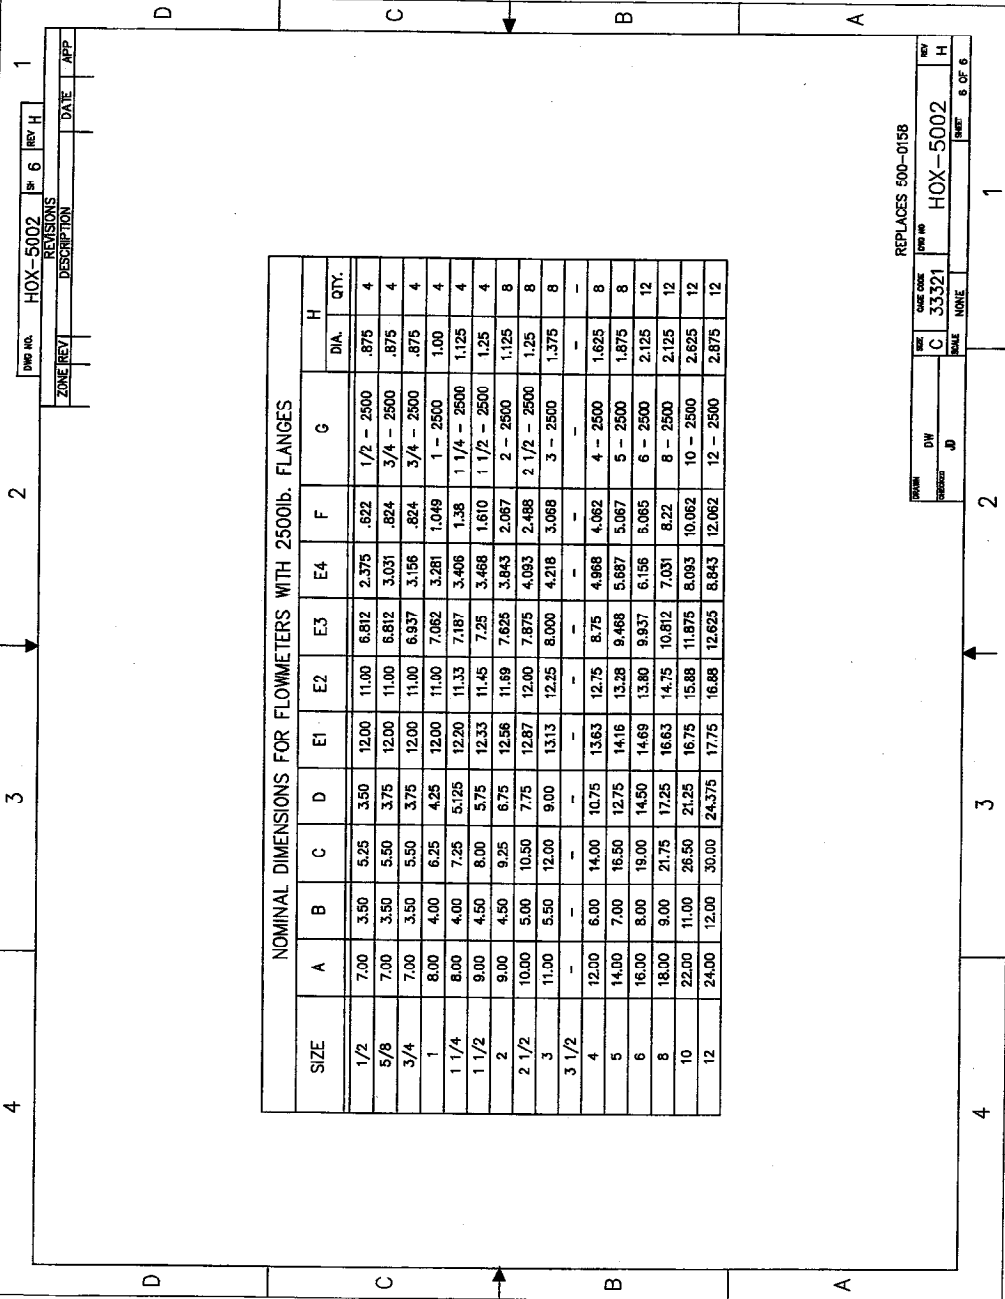 4 3 2 1
DWG NO. HOX-5002 SH 6 REV H
REVISIONS
ZONE REV DESCRIPTION DATE APP
D D
C C
B B
A A
NOMINAL DIMENSIONS FOR FLOWMETERS WITH 2500lb. FLANGES
SIZE A B C D E1 E2 E3 E4 F G H
DIA. QTY.
1/2 7.00 3.50 5.25 3.50 12.00 11.00 6.812 2.375 .622 1/2 - 2500 .875 4
5/8 7.00 3.50 5.50 3.75 12.00 11.00 6.812 3.031 .824 3/4 - 2500 .875 4
3/4 7.00 3.50 5.50 3.75 12.00 11.00 6.937 3.156 .824 3/4 - 2500 .875 4
1 8.00 4.00 6.25 4.25 12.00 11.00 7.062 3.281 1.049 1 - 2500 1.00 4
1 1/4 8.00 4.00 7.25 5.125 12.20 11.33 7.187 3.406 1.38 1 1/4 - 2500 1.125 4
1 1/2 9.00 4.50 8.00 5.75 12.33 11.45 7.25 3.468 1.610 1 1/2 - 2500 1.25 4
2 9.00 4.50 9.25 6.75 12.56 11.69 7.625 3.843 2.067 2 - 2500 1.125 8
2 1/2 10.00 5.00 10.50 7.75 12.87 12.00 7.875 4.093 2.488 2 1/2 - 2500 1.25 8
3 11.00 5.50 12.00 9.00 13.13 12.25 8.000 4.218 3.068 3 - 2500 1.375 8
3 1/2 - - - - - - - - - - - -
4 12.00 6.00 14.00 10.75 13.63 12.75 8.75 4.968 4.062 4 - 2500 1.625 8
5 14.00 7.00 16.50 12.75 14.16 13.28 9.468 5.687 5.067 5 - 2500 1.875 8
6 16.00 8.00 19.00 14.50 14.69 13.80 9.937 6.156 6.065 6 - 2500 2.125 12
8 18.00 9.00 21.75 17.25 16.63 14.75 10.812 7.031 8.22 8 - 2500 2.125 12
10 22.00 11.00 26.50 21.25 16.75 15.88 11.875 8.093 10.062 10 - 2500 2.625 12
12 24.00 12.00 30.00 24.375 17.75 16.88 12.625 8.843 12.062 12 - 2500 2.875 12
REPLACES 500-0158
DRAWN DW
CHECKED JD
SIZE C CAGE CODE 33321 DWG NO HOX-5002 REV H
SCALE NONE SHEET 6 OF 6
4 3 2 1